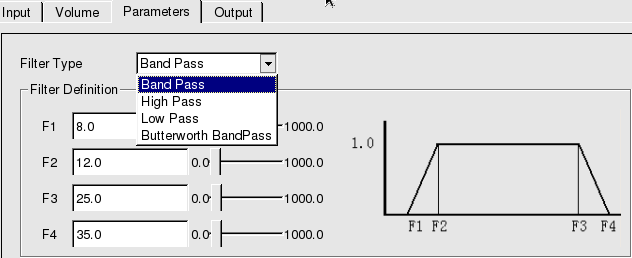 Input Volume Parameters Output
Filter Type Band Pass
Band Pass
Filter Definition
High Pass
Low Pass
Butterworth BandPass
F1 8.0 1000.0
F2 12.0 0.0 1000.0
F3 25.0 0.0 1000.0
F4 35.0 0.0 1000.0
1.0
F1 F2 F3 F4